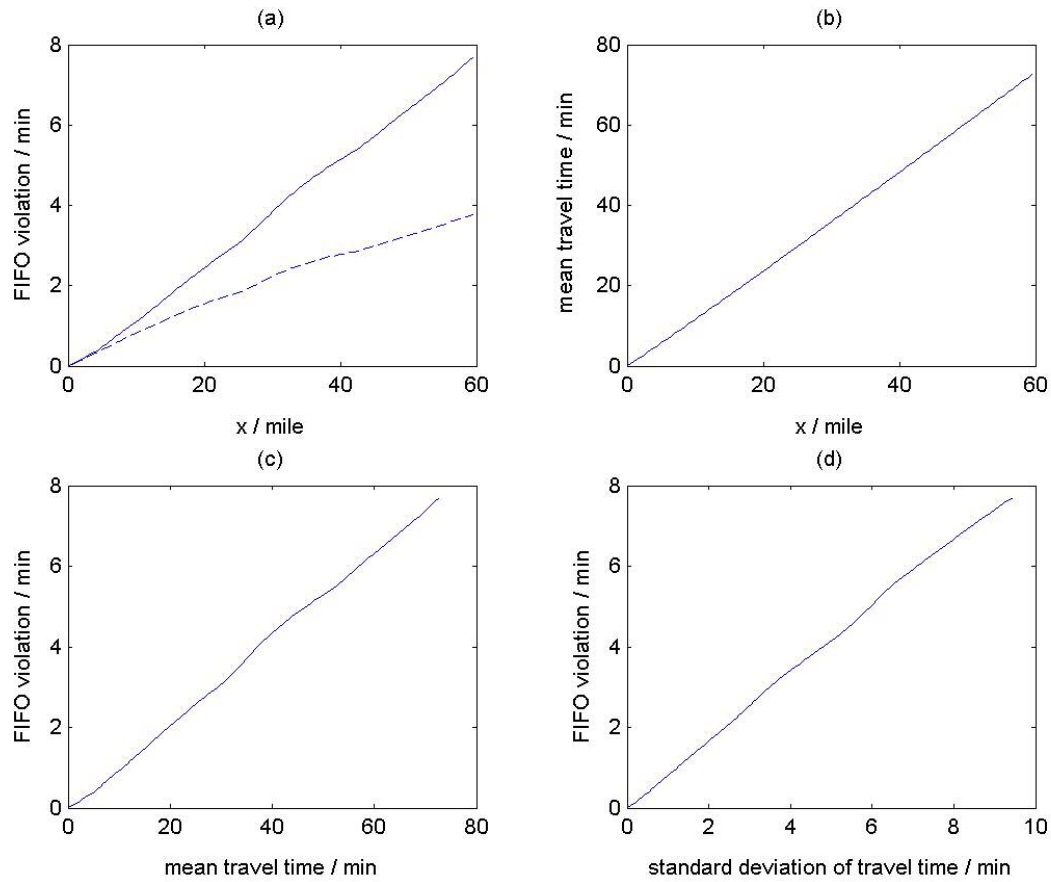 (a)
8
6
4
2
0
FIFO violation / min
0 20 40 60
x / mile
(b)
80
60
40
20
0
mean travel time / min
0 20 40 60
x / mile
(c)
8
6
4
2
0
FIFO violation / min
0 20 40 60 80
mean travel time / min
(d)
8
6
4
2
0
FIFO violation / min
0 2 4 6 8 10
standard deviation of travel time / min